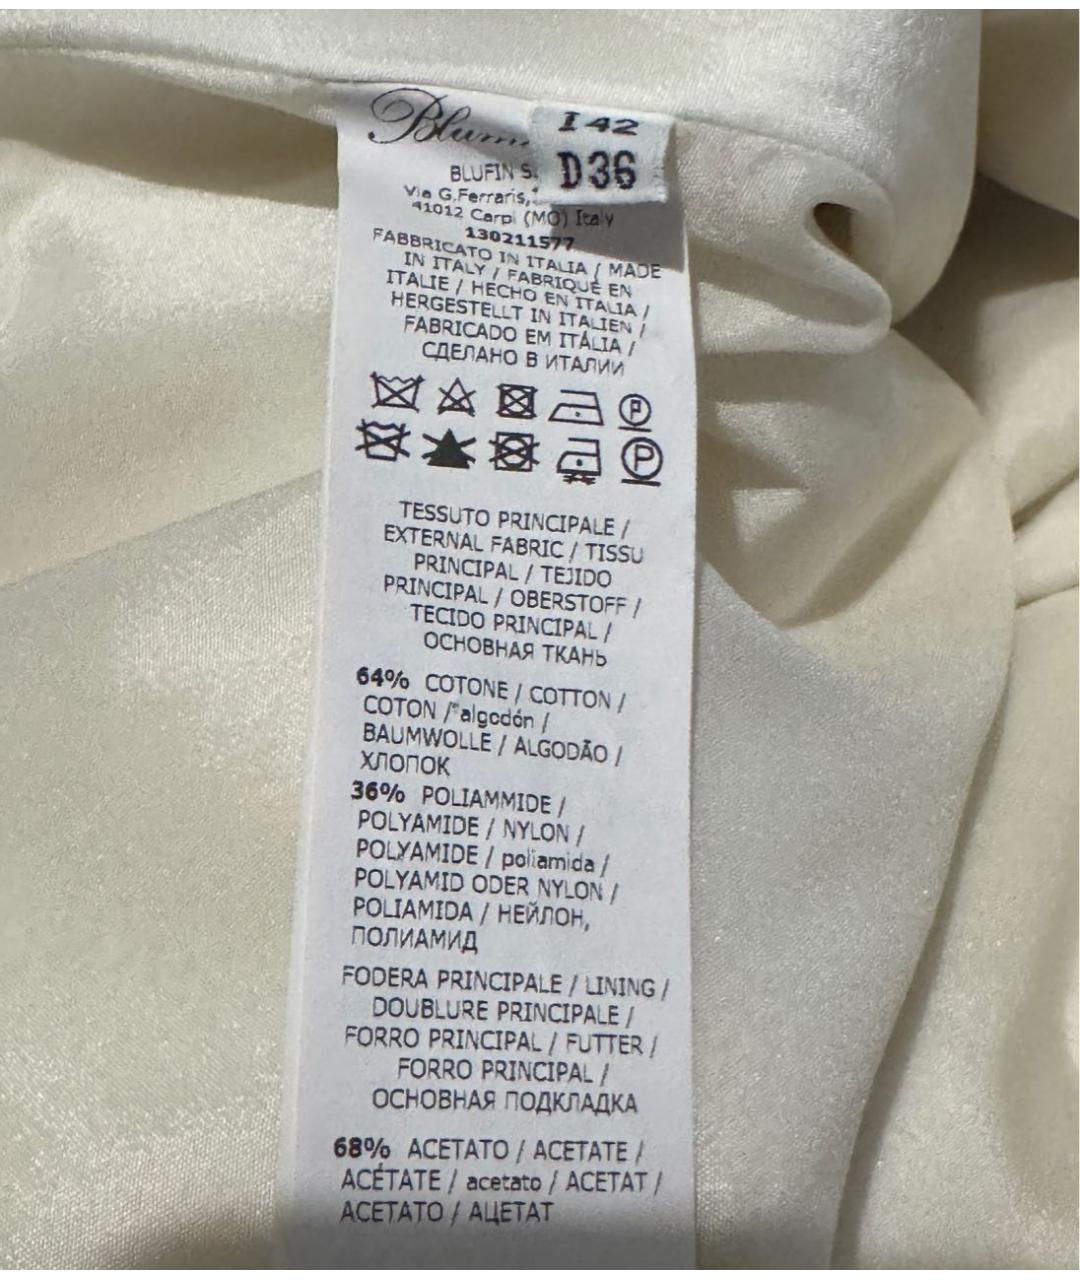 I 42
D36
BLUFIN S.
Via G.Ferraris,
41012 Carpi (MO) Italy
130211577
FABBRICATO IN ITALIA / MADE
IN ITALY / FABRIQUÉ EN
ITALIE / HECHO EN ITALIA /
HERGESTELLT IN ITALIEN /
FABRICADO EM ITÁLIA /
СДЕЛАНО В ИТАЛИИ
P
P
TESSUTO PRINCIPALE /
EXTERNAL FABRIC / TISSU
PRINCIPAL / TEJIDO
PRINCIPAL / OBERSTOFF /
TECIDO PRINCIPAL /
ОСНОВНАЯ ТКАНЬ
64% COTONE / COTTON /
COTON /*algodón /
BAUMWOLLE / ALGODÃO /
ХЛОПОК
36% POLIAMMIDE /
POLYAMIDE / NYLON /
POLYAMIDE / poliamida /
POLYAMID ODER NYLON /
POLIAMIDA / НЕЙЛОН,
ПОЛИАМИД
FODERA PRINCIPALE / LINING /
DOUBLURE PRINCIPALE /
FORRO PRINCIPAL / FUTTER /
FORRO PRINCIPAL /
ОСНОВНАЯ ПОДКЛАДКА
68% ACETATO / ACETATE /
ACÉTATE / acetato / ACETAT /
ACETATO / АЦЕТАТ